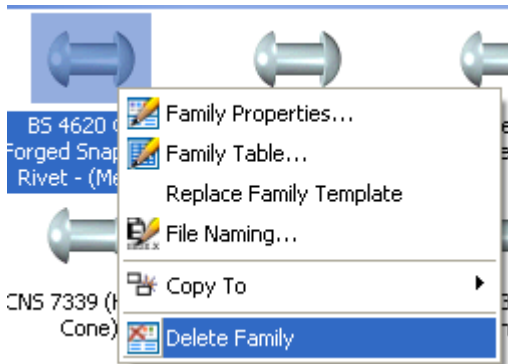 BS 4620
Forged Snap
Rivet - (Me
Family Properties...
Family Table...
Replace Family Template
File Naming...
Copy To
Delete Family
CNS 7339 (H
Cone)